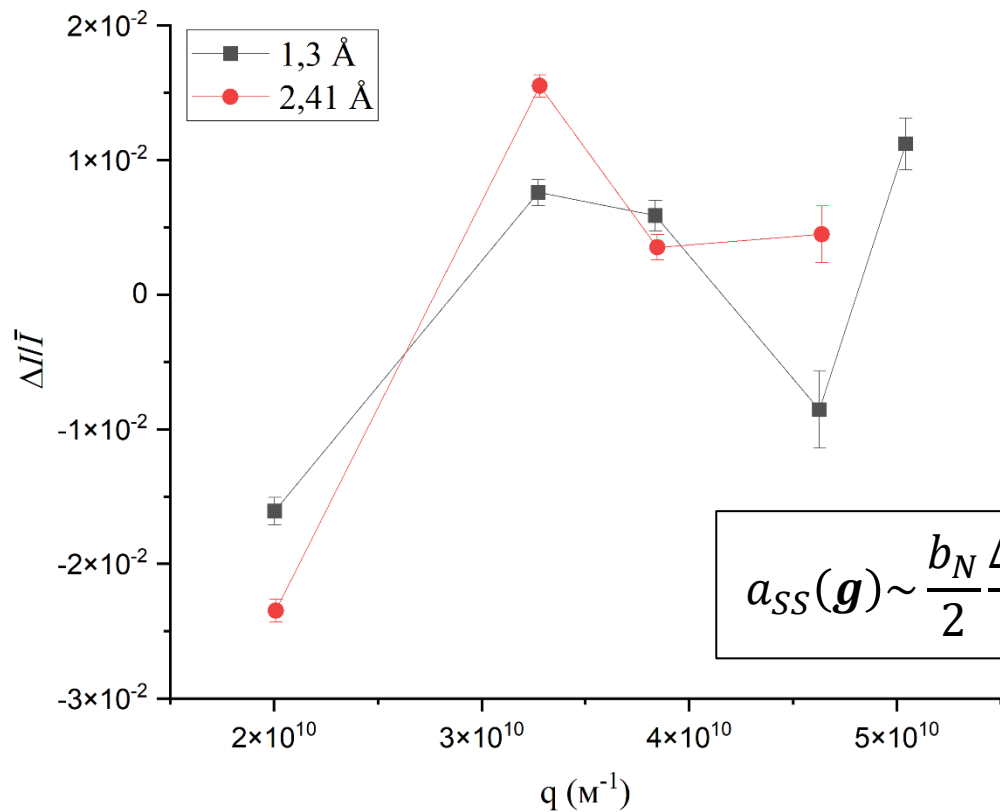 2×10⁻²
1,3 Å
2,41 Å
1×10⁻²
0
ΔI/Ī
-1×10⁻²
-2×10⁻²
a_SS(g)~ b_N/2 Δ
-3×10⁻²
2×10¹⁰ 3×10¹⁰ 4×10¹⁰ 5×10¹⁰
q (м⁻¹)